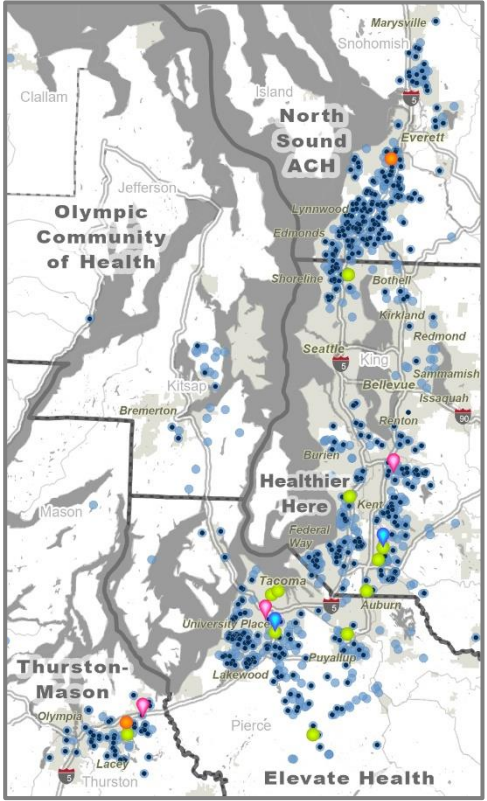 Marysville
Snohomish
5
Clallam
Island
North
Sound
ACH
Everett
Jefferson
Olympic
Community
of Health
Lynnwood
Edmonds
Shoreline
Bothell
Kirkland
Redmond
Seattle
King
5
Sammamish
Bellevue
Issaquah
Kitsap
Bremerton
Renton
90
Burien
Healthier
Here
Kent
Mason
Federal
Way
Tacoma
5
Auburn
University Place
Puyallup
Lakewood
Thurston-
Mason
Olympia
Pierce
Lacey
5
Thurston
Elevate Health